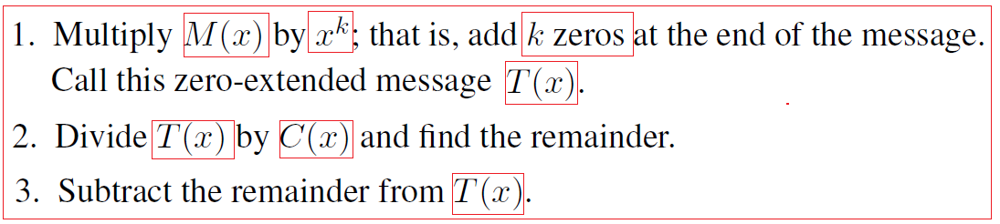 1. Multiply M(x) by x^k; that is, add k zeros at the end of the message.
Call this zero-extended message T(x).
2. Divide T(x) by C(x) and find the remainder.
3. Subtract the remainder from T(x).